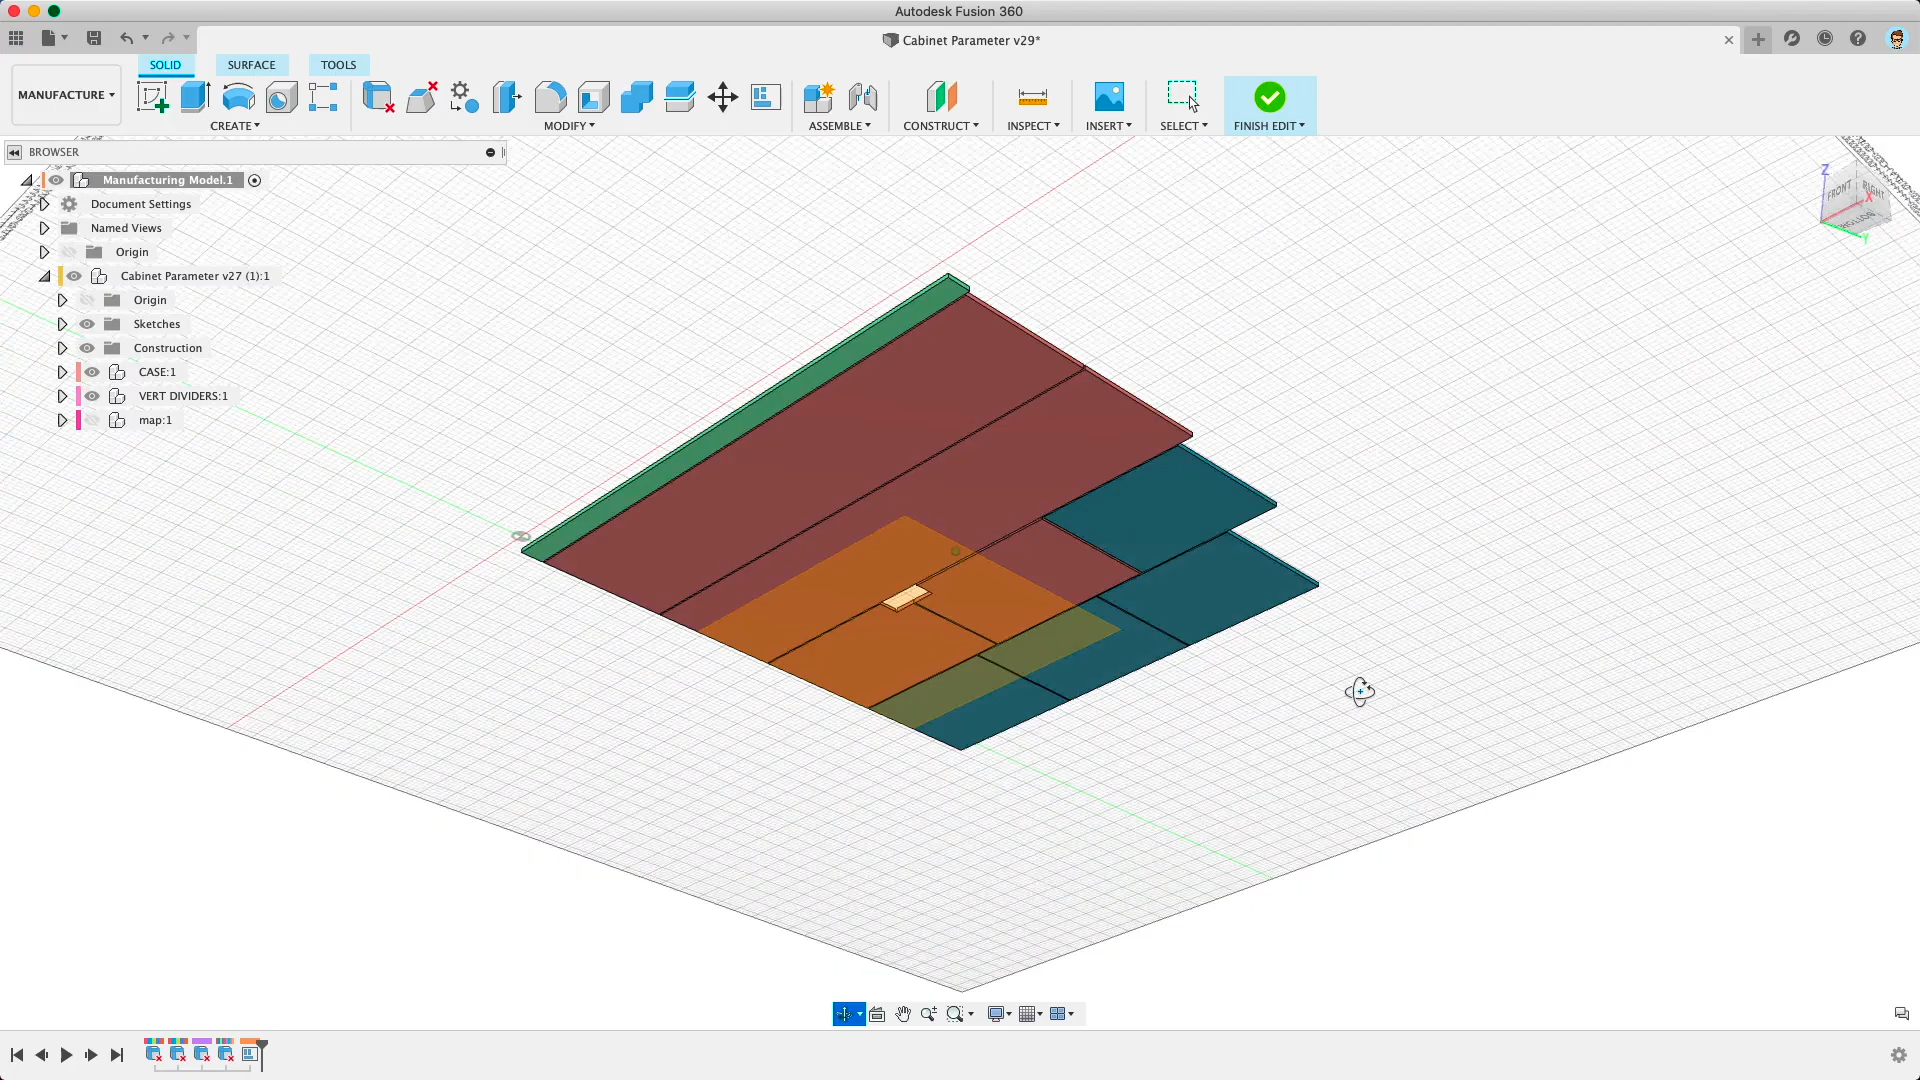 Autodesk Fusion 360
Cabinet Parameter v29*
MANUFACTURE
SOLID
SURFACE
TOOLS
CREATE
MODIFY
ASSEMBLE
CONSTRUCT
INSPECT
INSERT
SELECT
FINISH EDIT
BROWSER
Manufacturing Model.1
Document Settings
Named Views
Origin
Cabinet Parameter v27 (1):1
Origin
Sketches
Construction
CASE:1
VERT DIVIDERS:1
map:1
Z
FRONT
RIGHT
X
BOTTOM
Y